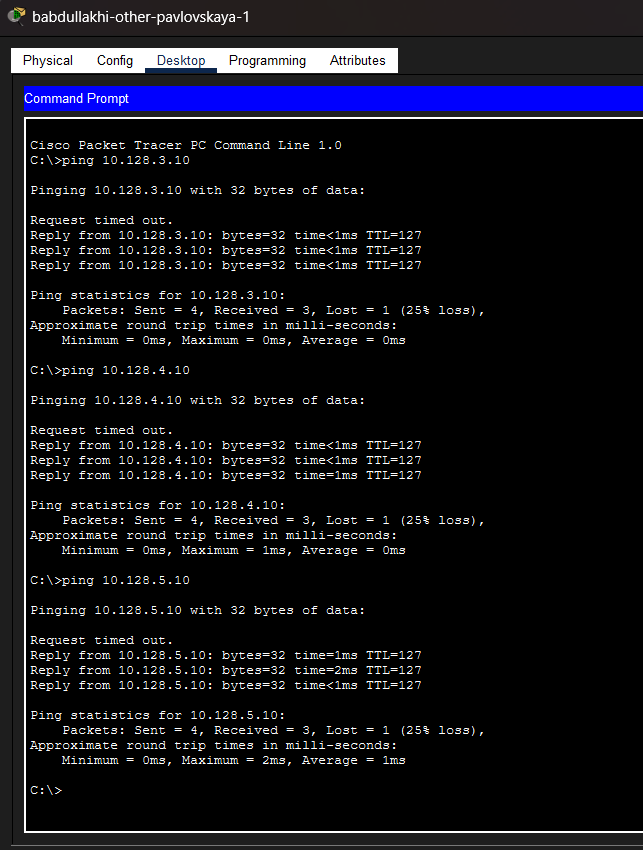 babdullakhi-other-pavlovskaya-1
Physical Config Desktop Programming Attributes
Command Prompt
Cisco Packet Tracer PC Command Line 1.0
C:\>ping 10.128.3.10
Pinging 10.128.3.10 with 32 bytes of data:
Request timed out.
Reply from 10.128.3.10: bytes=32 time<1ms TTL=127
Reply from 10.128.3.10: bytes=32 time<1ms TTL=127
Reply from 10.128.3.10: bytes=32 time<1ms TTL=127
Ping statistics for 10.128.3.10:
    Packets: Sent = 4, Received = 3, Lost = 1 (25% loss),
Approximate round trip times in milli-seconds:
    Minimum = 0ms, Maximum = 0ms, Average = 0ms
C:\>ping 10.128.4.10
Pinging 10.128.4.10 with 32 bytes of data:
Request timed out.
Reply from 10.128.4.10: bytes=32 time<1ms TTL=127
Reply from 10.128.4.10: bytes=32 time<1ms TTL=127
Reply from 10.128.4.10: bytes=32 time=1ms TTL=127
Ping statistics for 10.128.4.10:
    Packets: Sent = 4, Received = 3, Lost = 1 (25% loss),
Approximate round trip times in milli-seconds:
    Minimum = 0ms, Maximum = 1ms, Average = 0ms
C:\>ping 10.128.5.10
Pinging 10.128.5.10 with 32 bytes of data:
Request timed out.
Reply from 10.128.5.10: bytes=32 time=1ms TTL=127
Reply from 10.128.5.10: bytes=32 time=2ms TTL=127
Reply from 10.128.5.10: bytes=32 time<1ms TTL=127
Ping statistics for 10.128.5.10:
    Packets: Sent = 4, Received = 3, Lost = 1 (25% loss),
Approximate round trip times in milli-seconds:
    Minimum = 0ms, Maximum = 2ms, Average = 1ms
C:\>